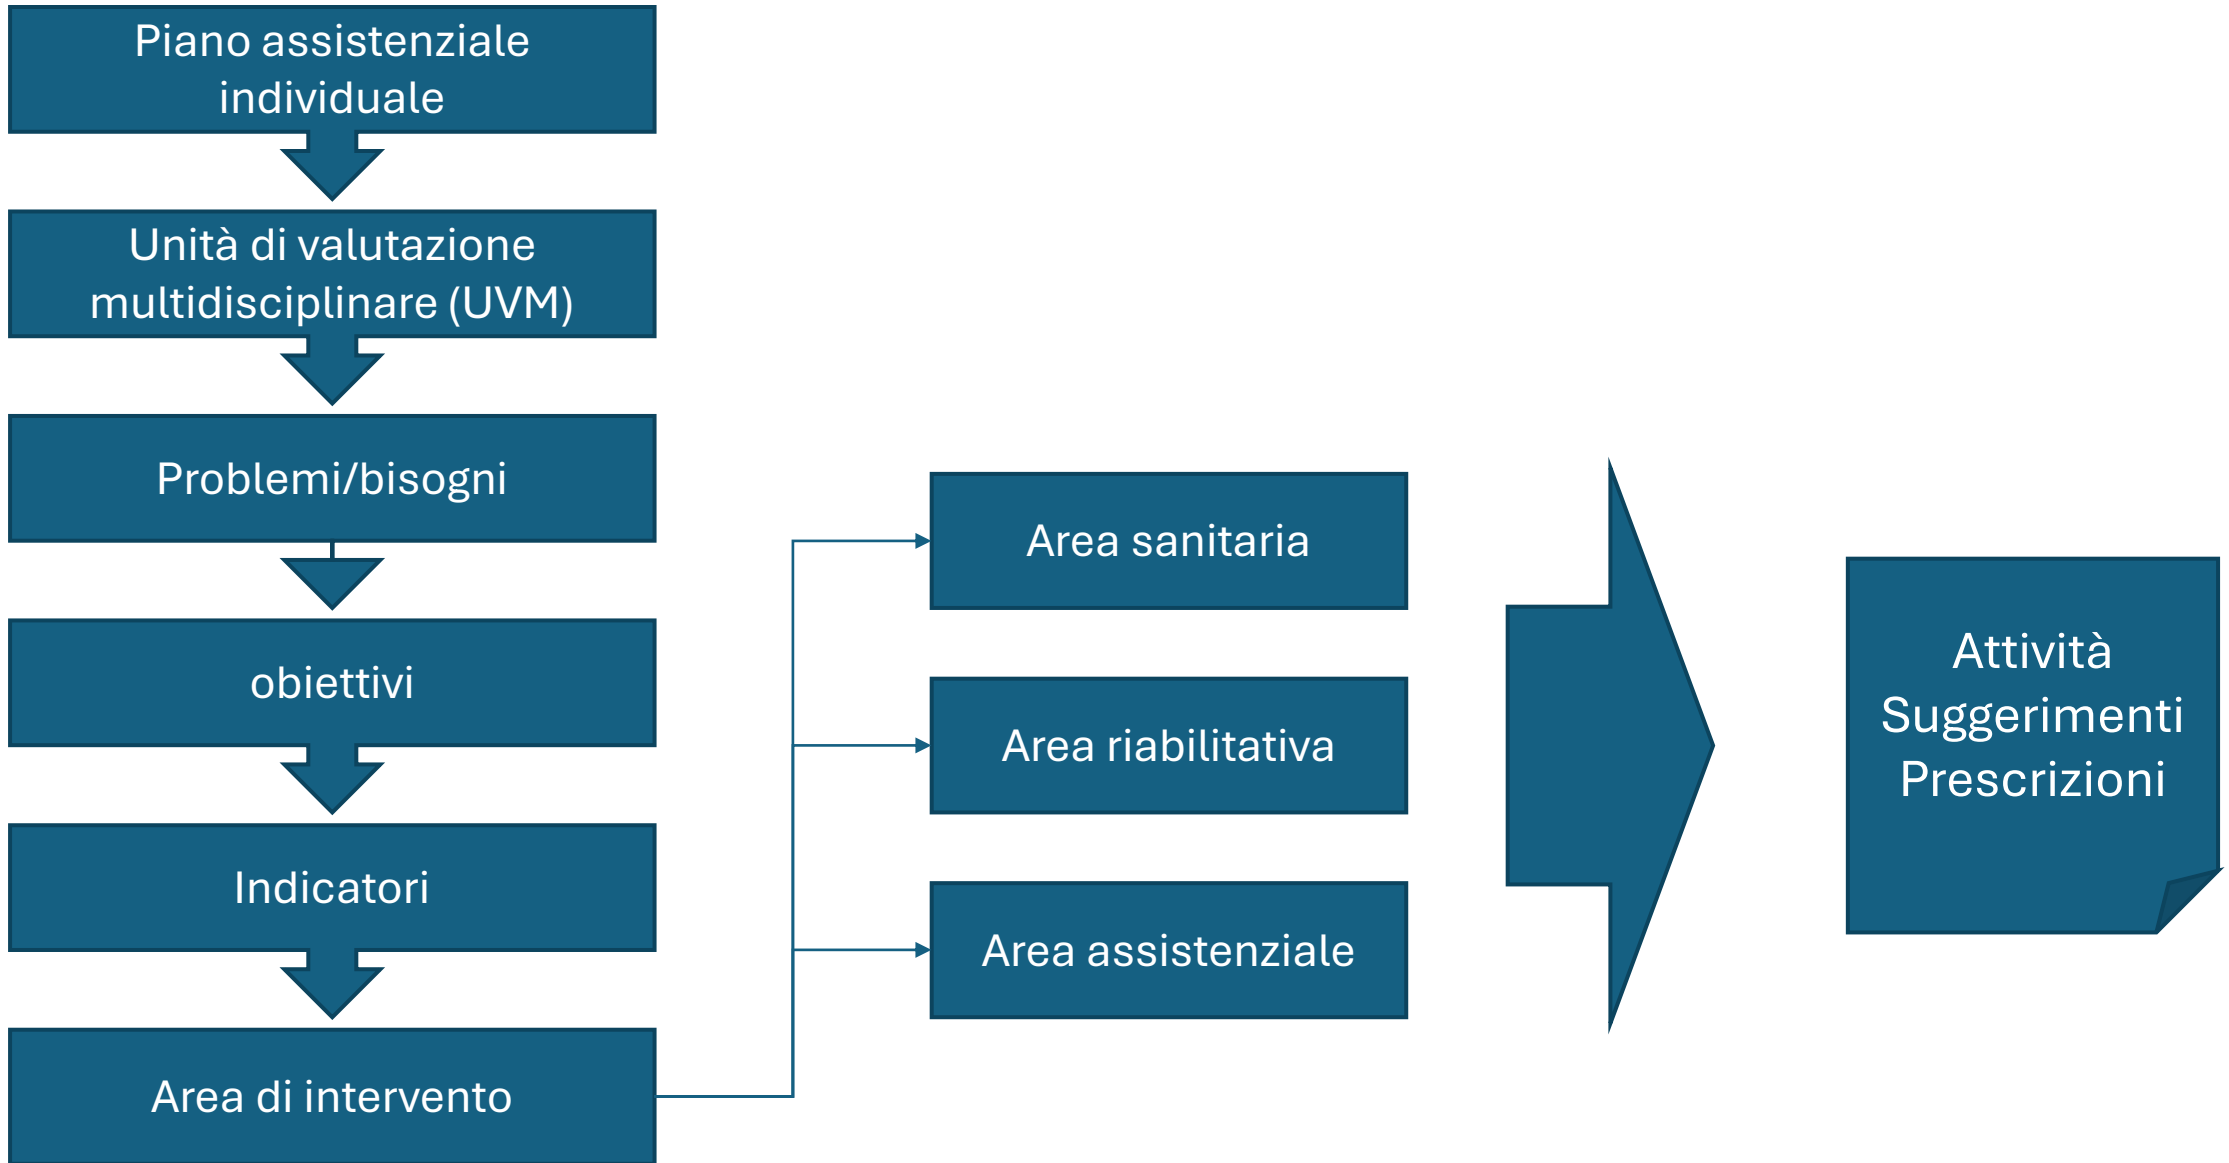 Piano assistenziale
individuale
Unità di valutazione
multidisciplinare (UVM)
Problemi/bisogni
obiettivi
Indicatori
Area di intervento
Area sanitaria
Area riabilitativa
Area assistenziale
Attività
Suggerimenti
Prescrizioni